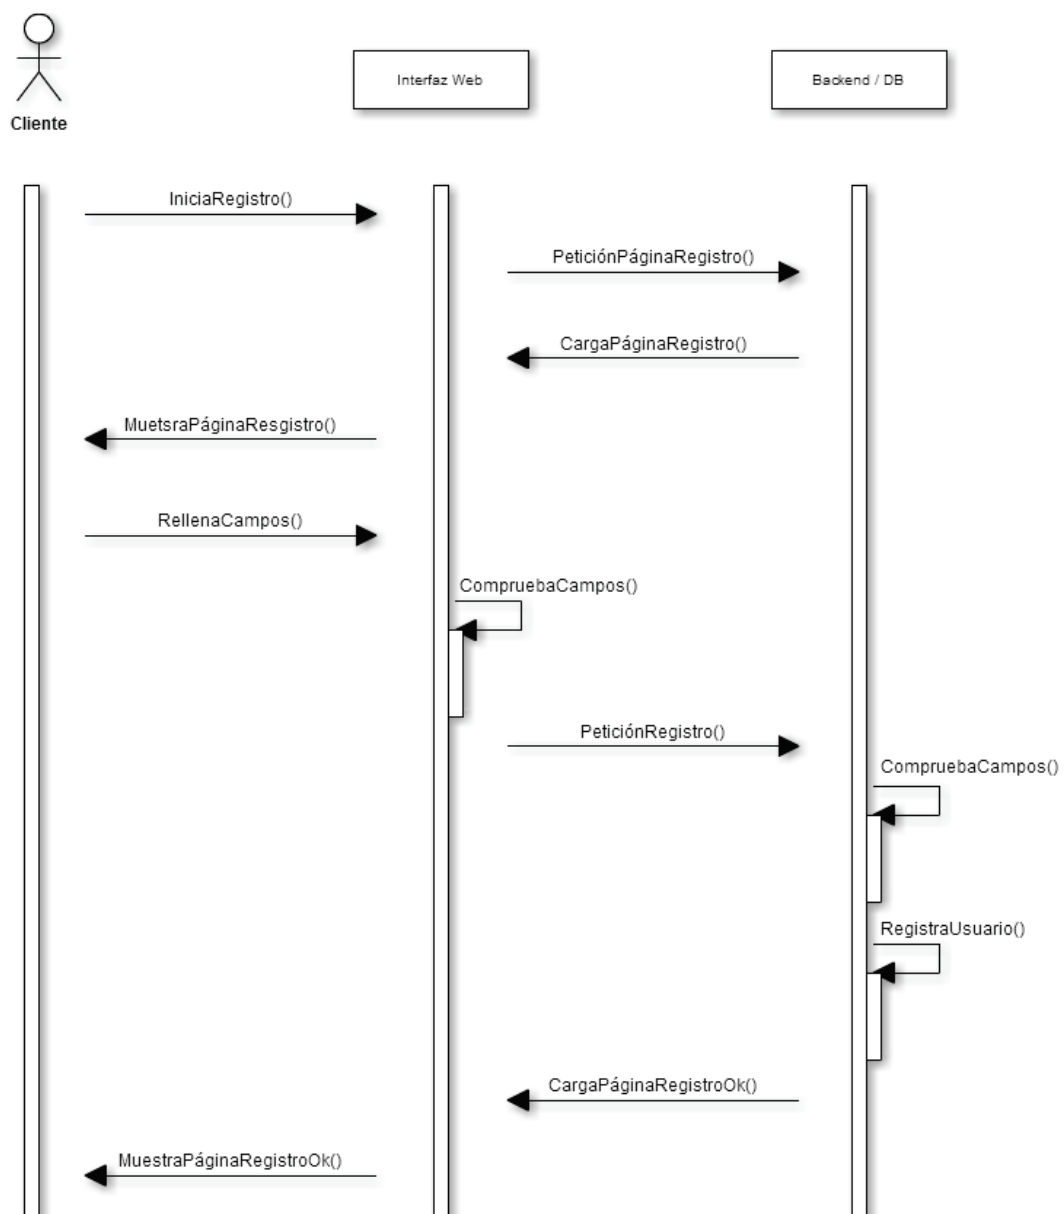 Interfaz Web
Backend / DB
Cliente
IniciaRegistro()
PeticiónPáginaRegistro()
CargaPáginaRegistro()
MuetsraPáginaResgistro()
RellenaCampos()
CompruebaCampos()
PeticiónRegistro()
CompruebaCampos()
RegistraUsuario()
CargaPáginaRegistroOk()
MuestraPáginaRegistroOk()